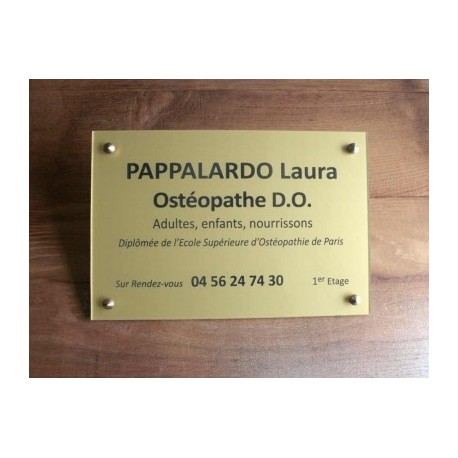 PAPPALARDO Laura
Ostéopathe D.O.
Adultes, enfants, nourrissons
Diplômée de l'Ecole Supérieure d'Ostéopathie de Paris
Sur Rendez-vous 04 56 24 74 30 1er Etage